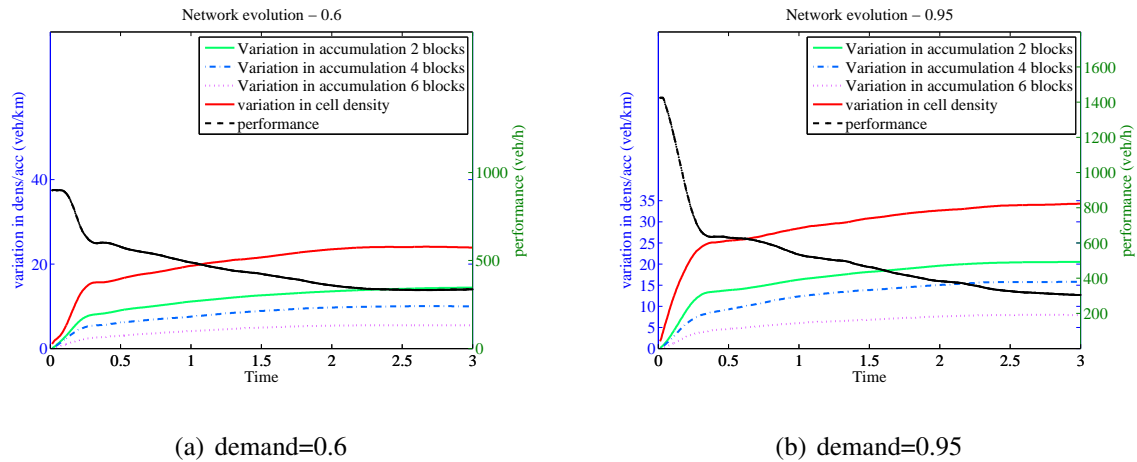 Network evolution – 0.6
Variation in accumulation 2 blocks
Variation in accumulation 4 blocks
Variation in accumulation 6 blocks
variation in cell density
performance
variation in dens/acc (veh/km)
40
20
0
performance (veh/h)
1000
500
0
0 0.5 1 1.5 2 2.5 3
Time
(a) demand=0.6
Network evolution – 0.95
Variation in accumulation 2 blocks
Variation in accumulation 4 blocks
Variation in accumulation 6 blocks
variation in cell density
performance
variation in dens/acc (veh/km)
35
30
25
20
15
10
5
0
performance (veh/h)
1600
1400
1200
1000
800
600
400
200
0 0.5 1 1.5 2 2.5 3
Time
(b) demand=0.95